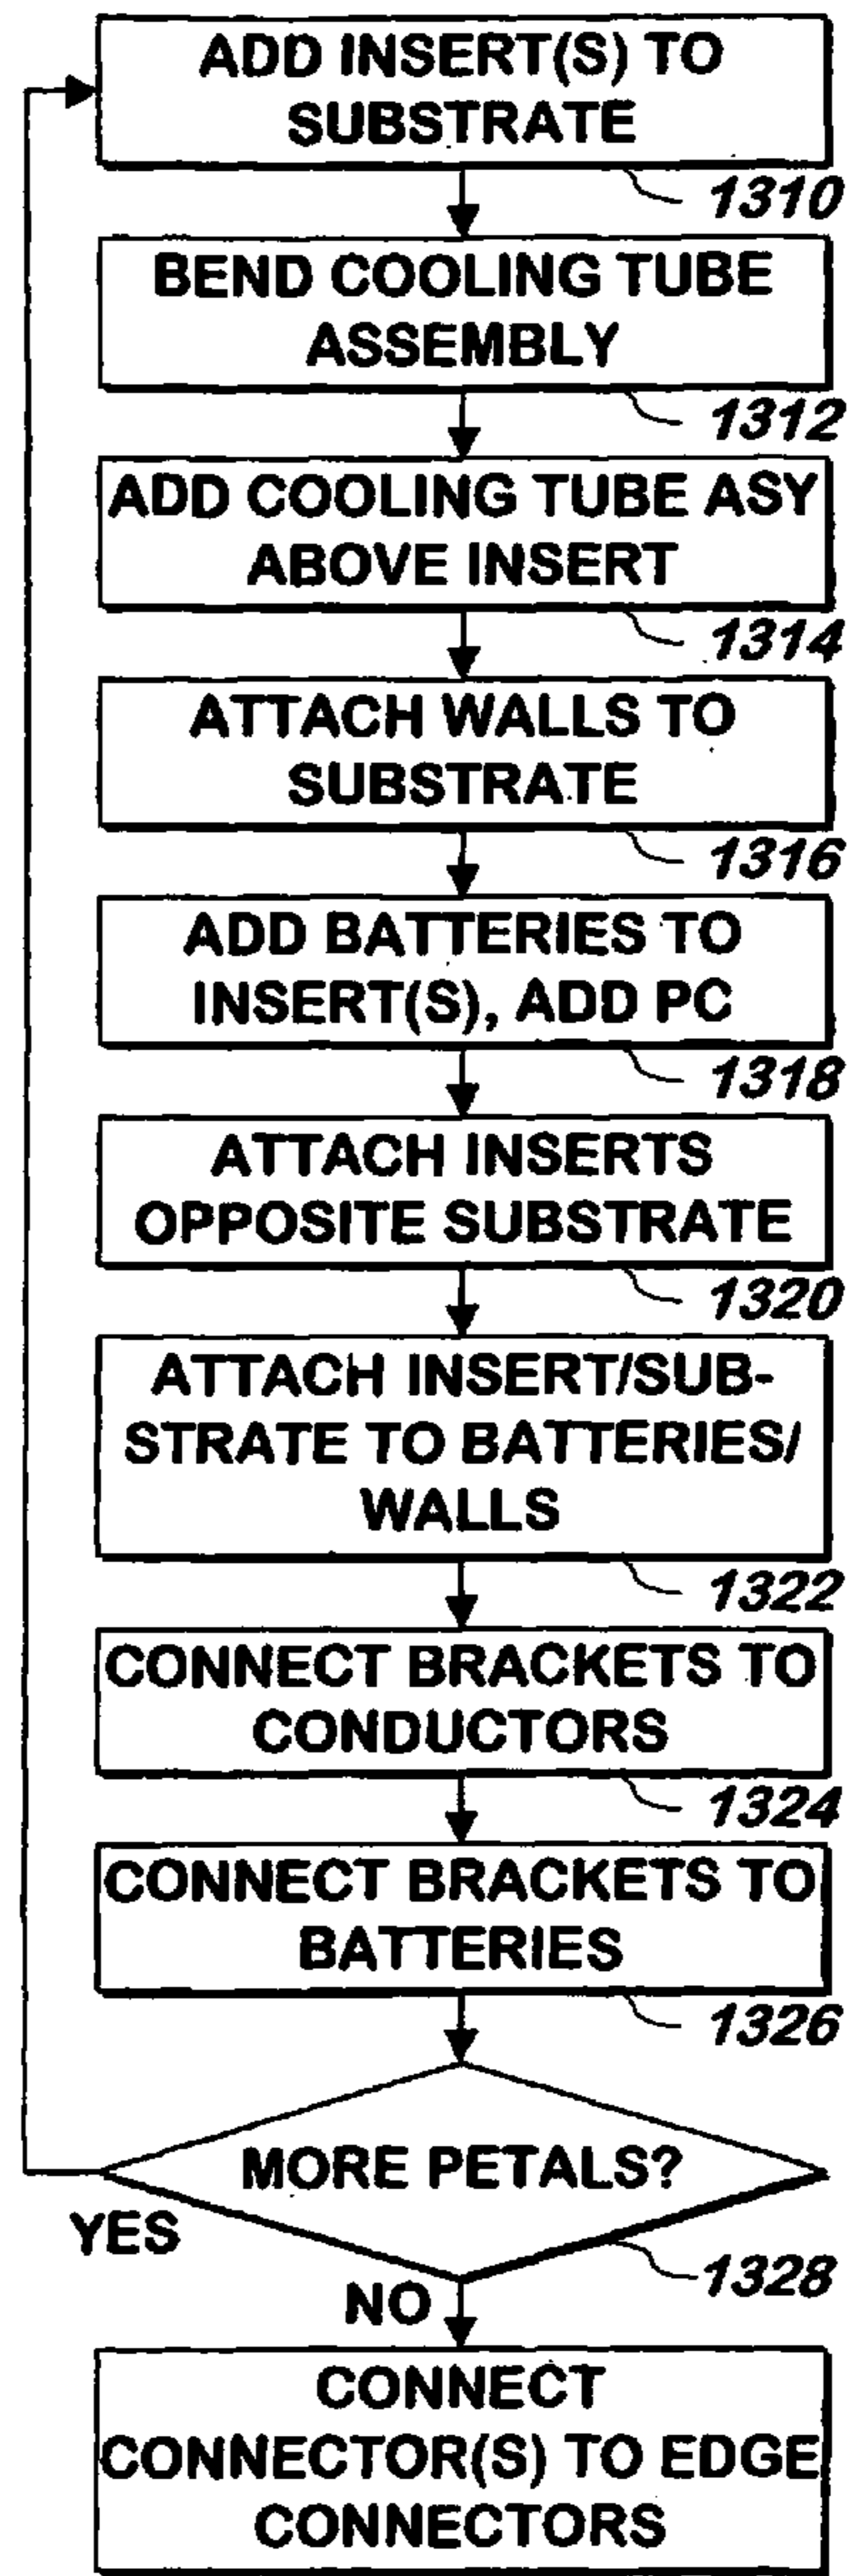 ADD INSERT(S) TO
SUBSTRATE
1310
BEND COOLING TUBE
ASSEMBLY
1312
ADD COOLING TUBE ASY
ABOVE INSERT
1314
ATTACH WALLS TO
SUBSTRATE
1316
ADD BATTERIES TO
INSERT(S), ADD PC
1318
ATTACH INSERTS
OPPOSITE SUBSTRATE
1320
ATTACH INSERT/SUB-
STRATE TO BATTERIES/
WALLS
1322
CONNECT BRACKETS TO
CONDUCTORS
1324
CONNECT BRACKETS TO
BATTERIES
1326
MORE PETALS?
YES
1328
NO
CONNECT
CONNECTOR(S) TO EDGE
CONNECTORS